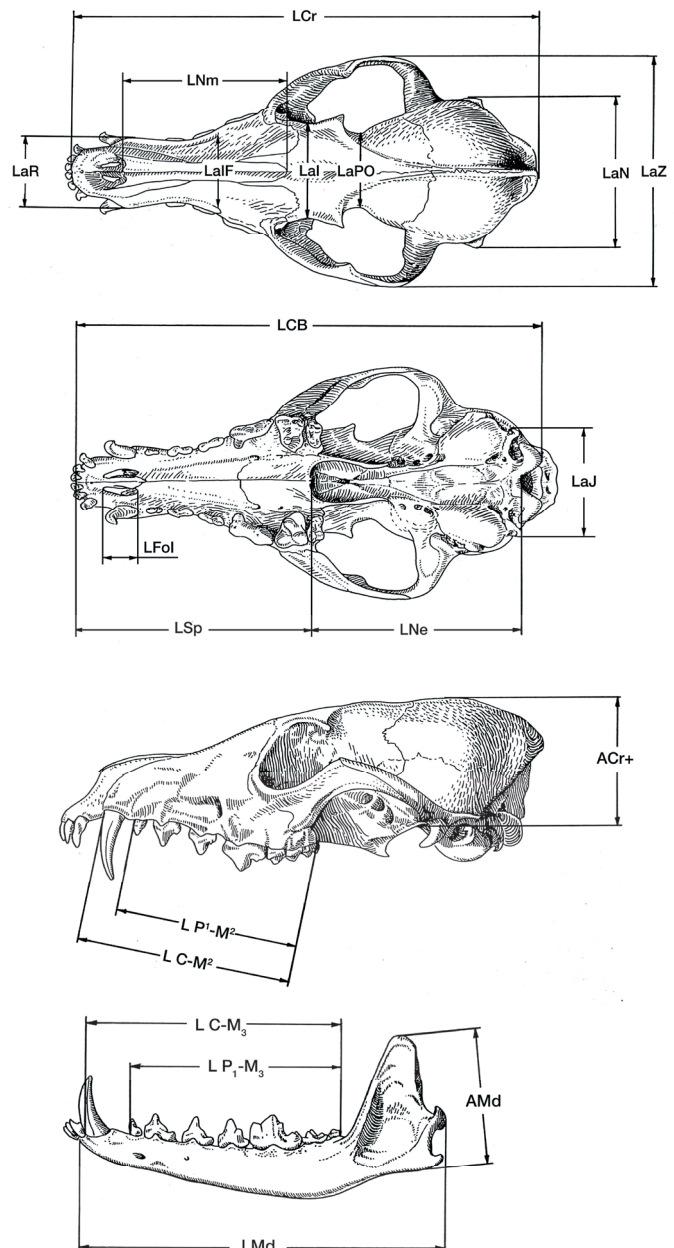 LCr
LNm
LaR
LaIF
LaI
LaPO
LaN
LaZ
LCB
LaJ
LFoI
LSp
LNe
ACr+
L P¹-M²
L C-M²
L C-M₃
L P₁-M₃
AMd
LMd